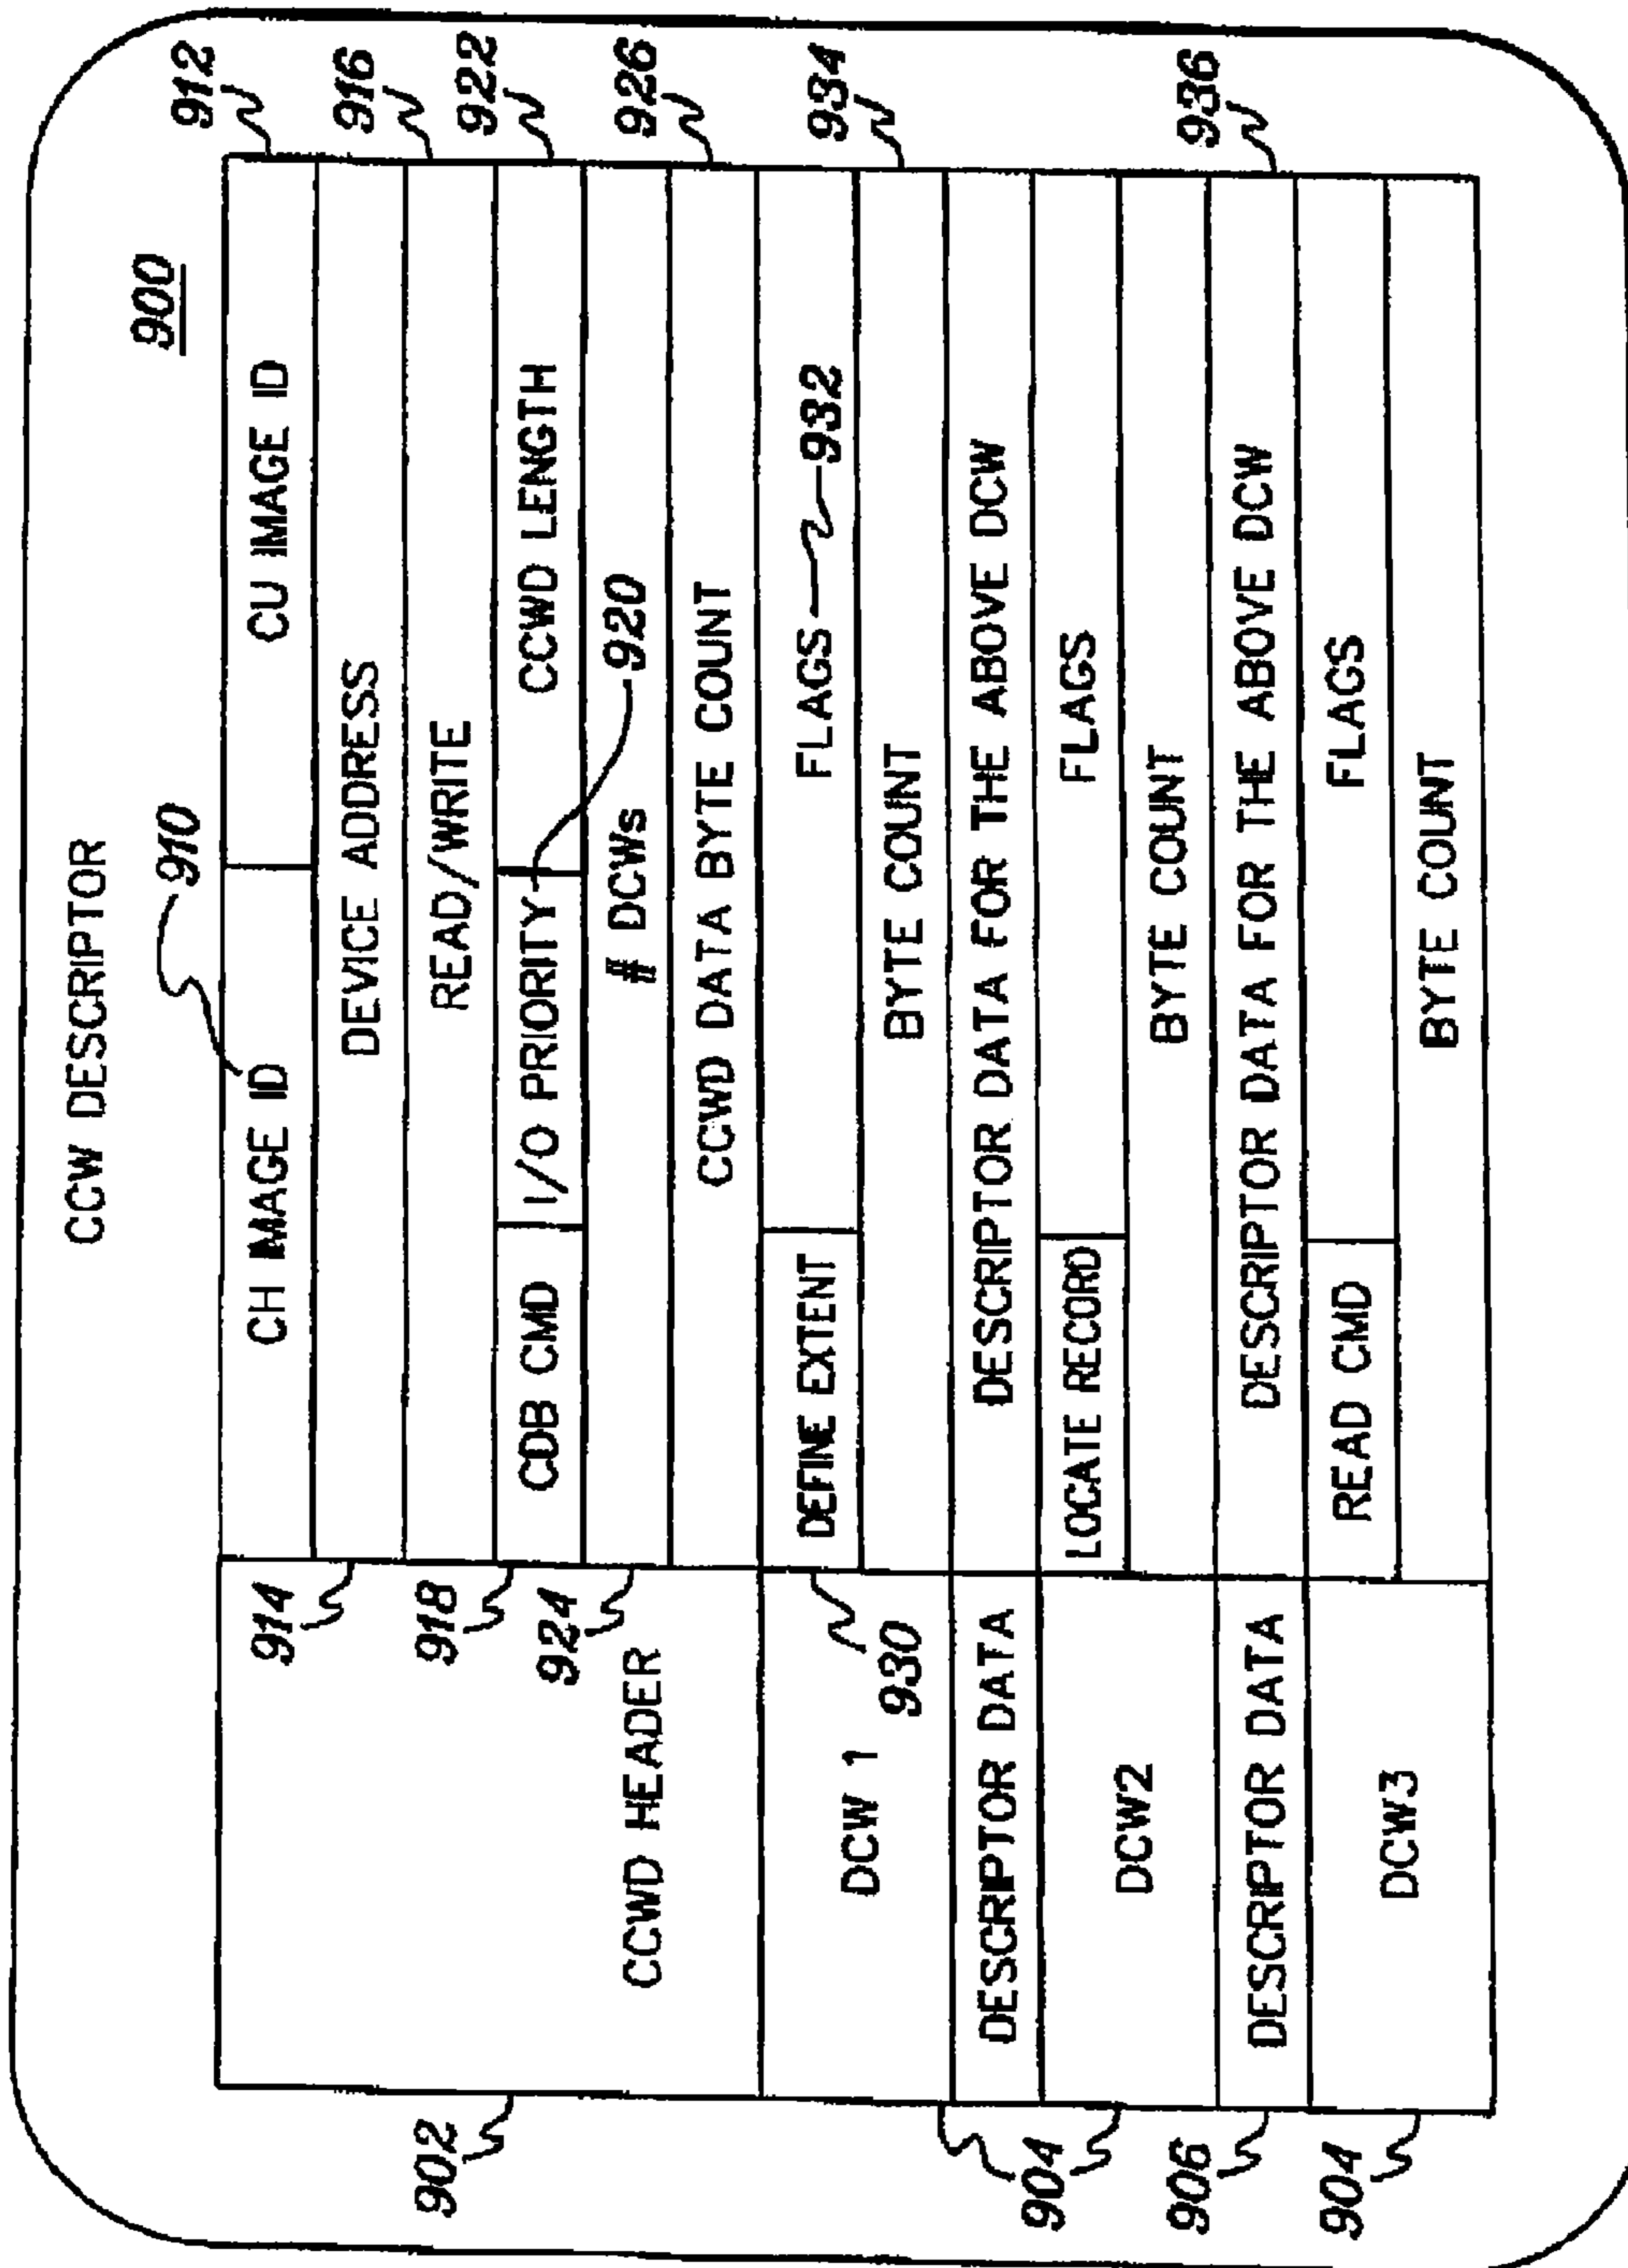 CCW DESCRIPTOR
900
910
CH IMAGE ID
CU IMAGE ID
912
914
DEVICE ADDRESS
READ/WRITE
916
918
CDB CMD
I/O PRIORITY
CCWD LENGTH
922
902
924
# DCWs
920
CCWD HEADER
CCWD DATA BYTE COUNT
926
DCW 1
930
DEFINE EXTENT
FLAGS
932
BYTE COUNT
934
904
DESCRIPTOR DATA
DESCRIPTOR DATA FOR THE ABOVE DCW
DCW2
LOCATE RECORD
FLAGS
BYTE COUNT
906
DESCRIPTOR DATA
DESCRIPTOR DATA FOR THE ABOVE DCW
936
904
DCW3
READ CMD
FLAGS
BYTE COUNT